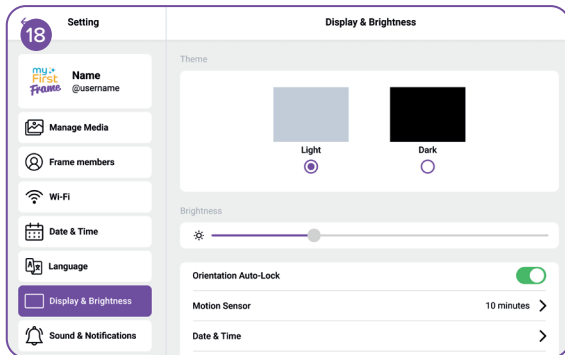 18
Setting
Display & Brightness
my
First
Frame
Name
@username
Manage Media
Frame members
Wi-Fi
Date & Time
Language
Display & Brightness
Sound & Notifications
Theme
Light
Dark
Brightness
Orientation Auto-Lock
Motion Sensor 10 minutes
Date & Time